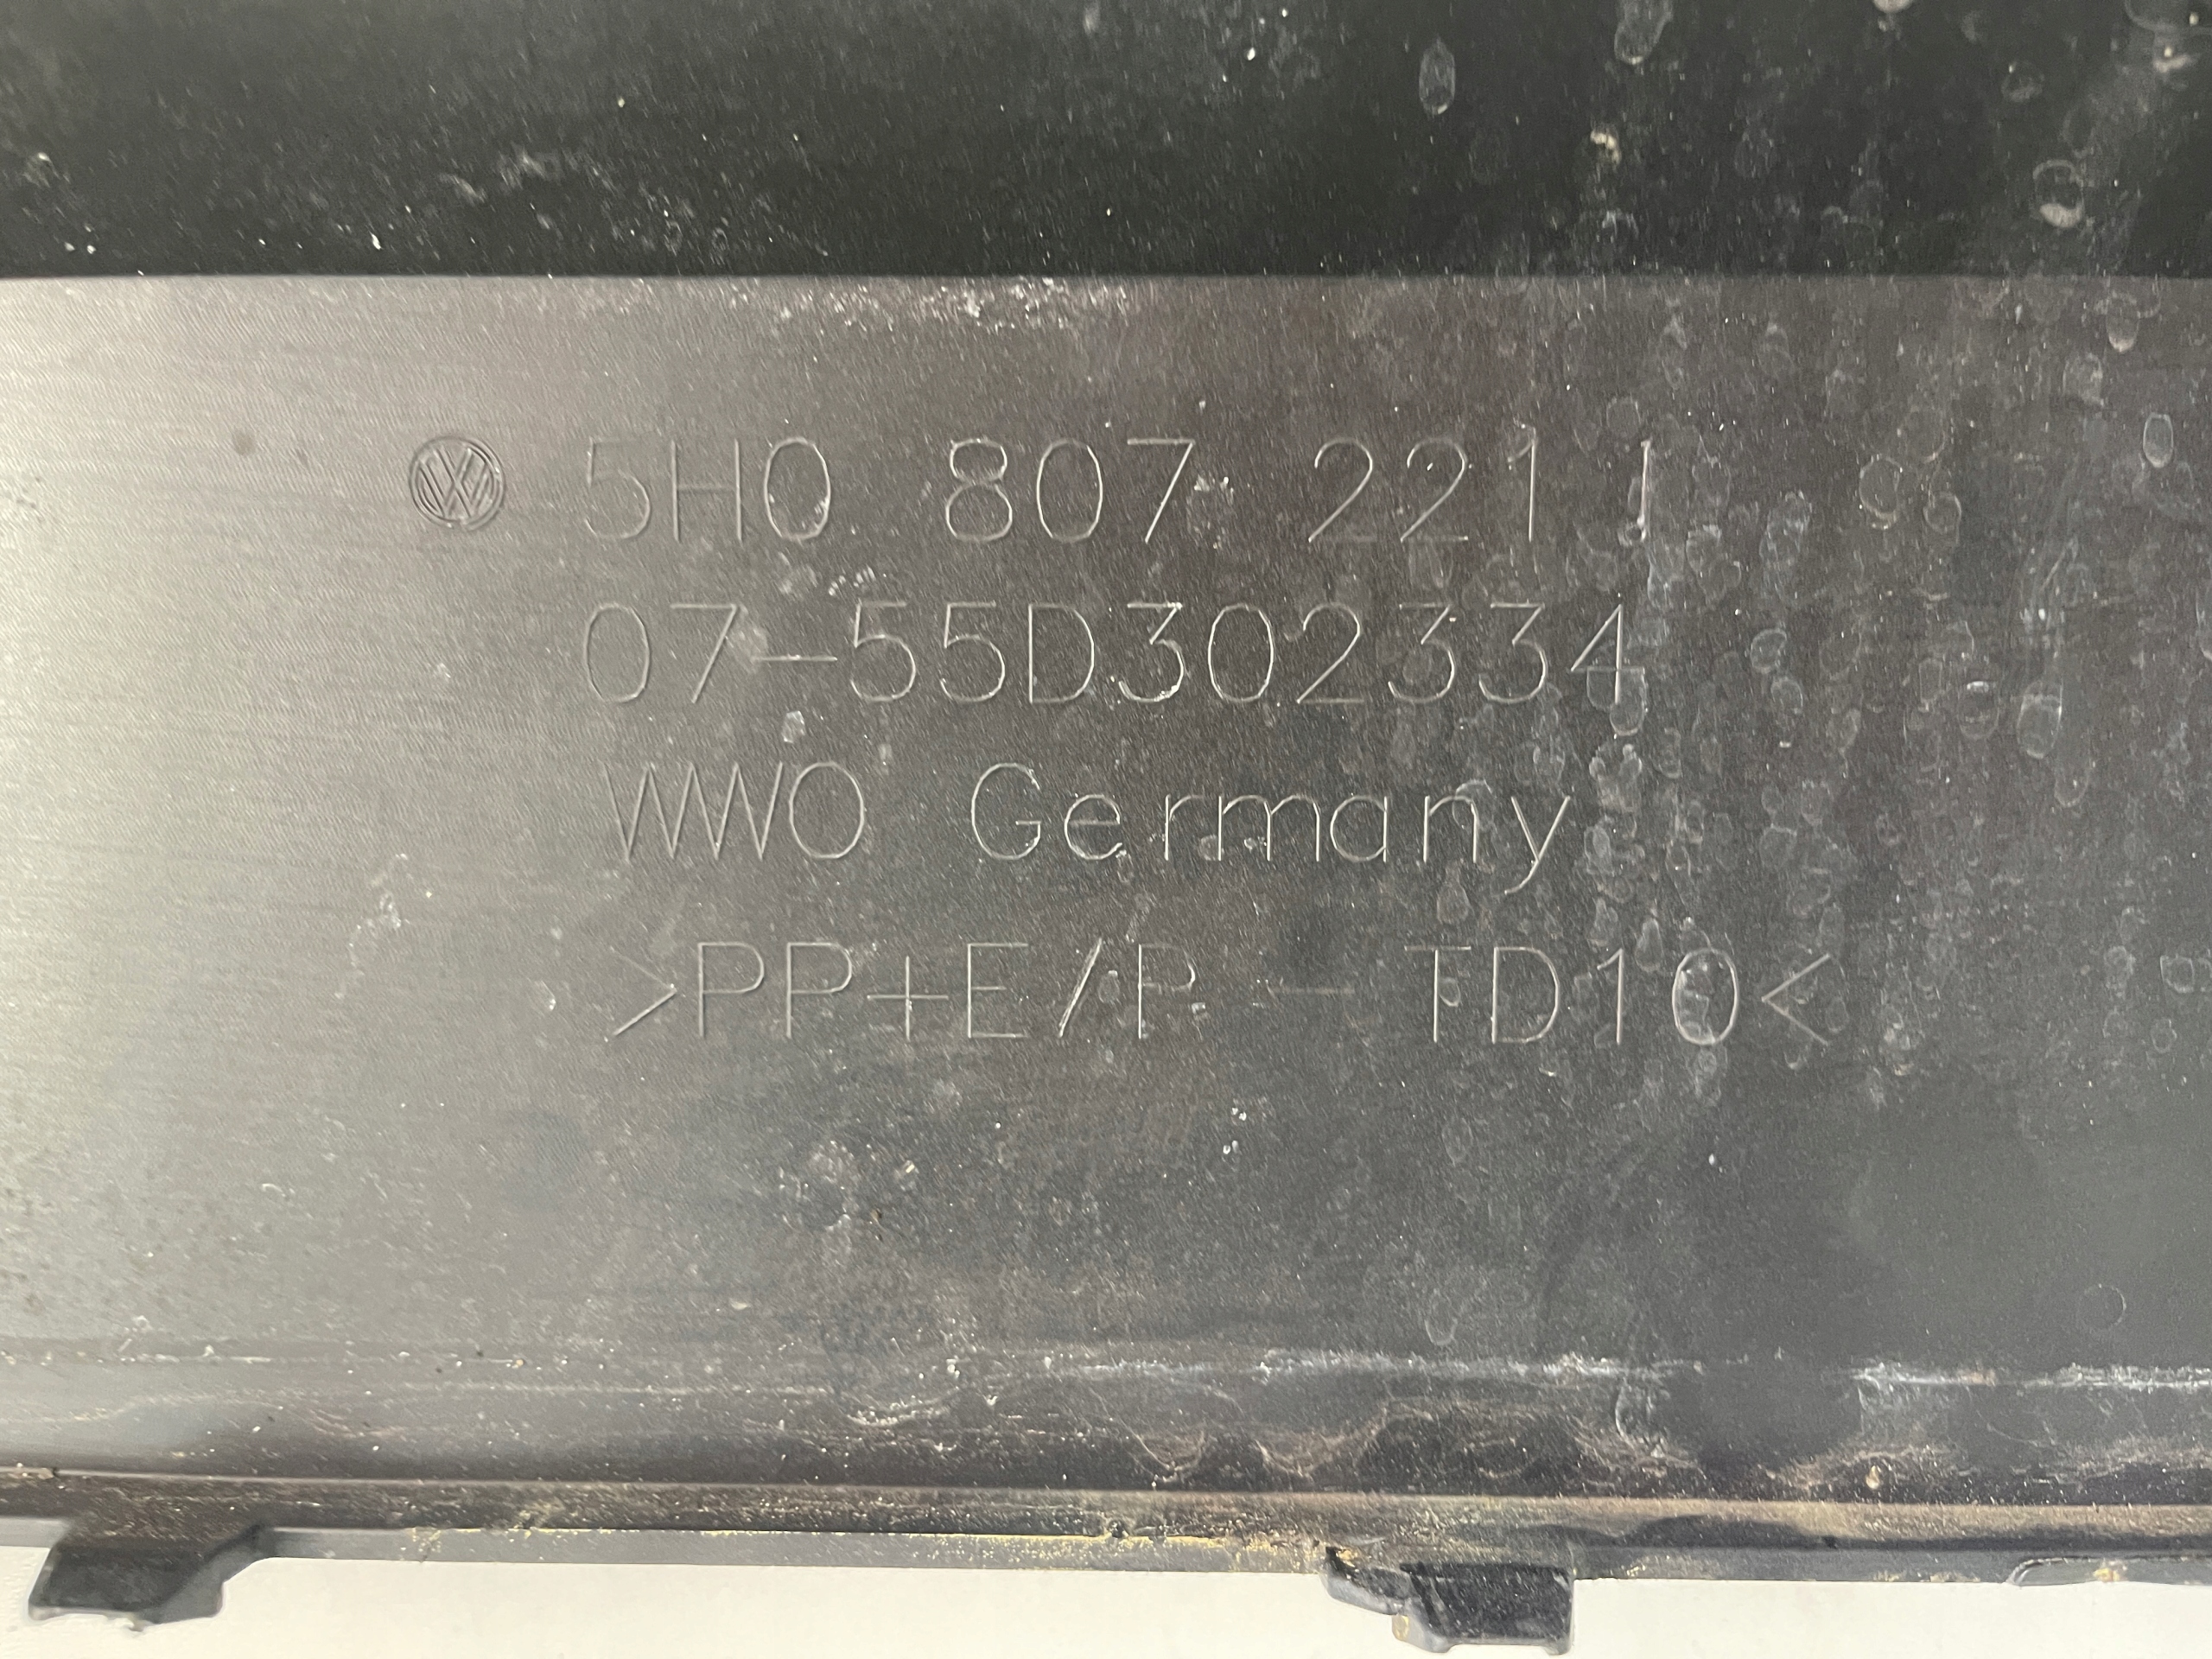 5H0 807 221 J
07-55D302334
WWO Germany
>PP+E/P - TD10<